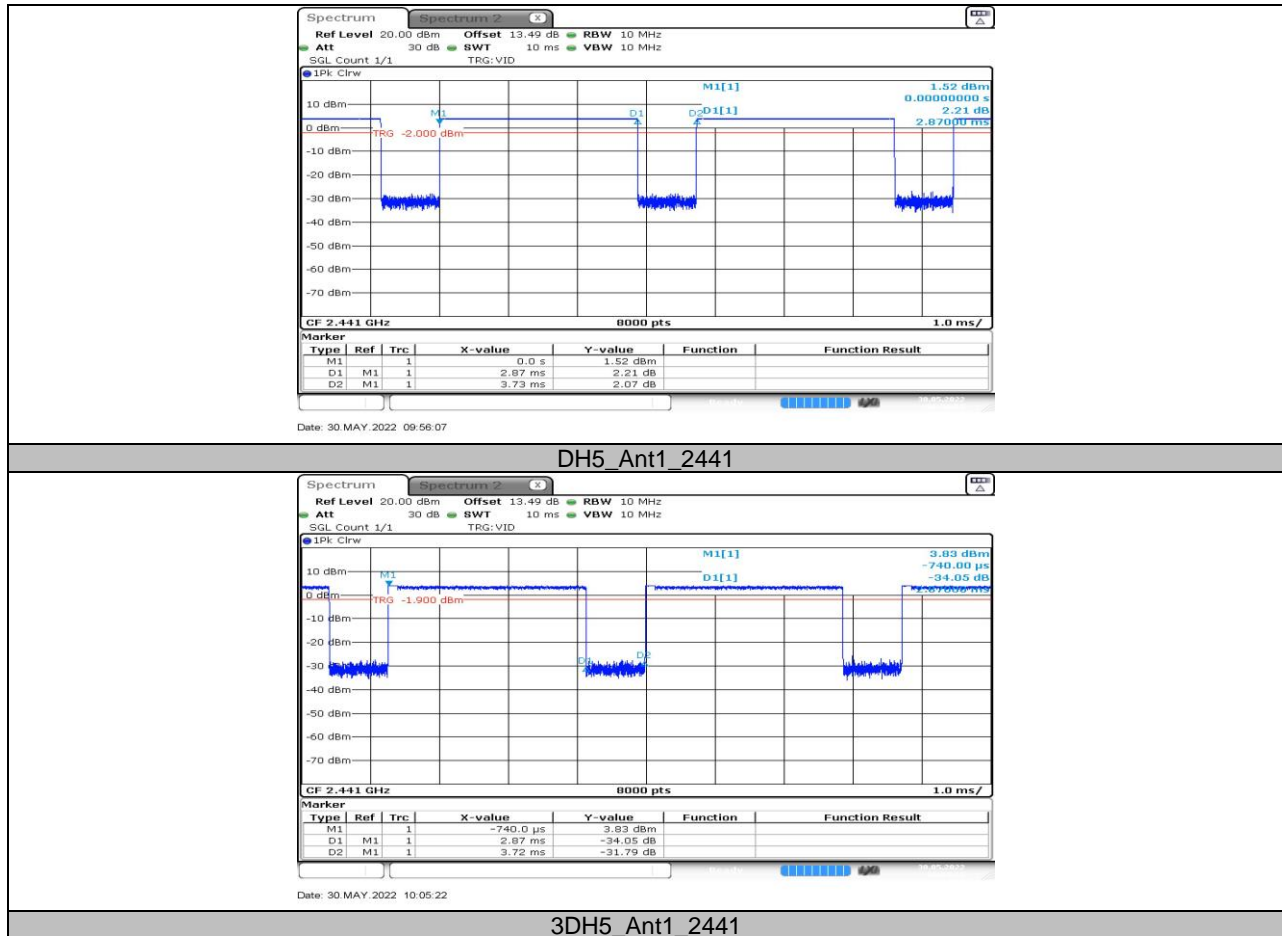 Spectrum Spectrum 2 X
Ref Level 20.00 dBm Offset 13.49 dB RBW 10 MHz
Att 30 dB SWT 10 ms VBW 10 MHz
SGL Count 1/1 TRG:VID
1Pk Clrw
M1[1] 1.52 dBm
0.00000000 s
D1[1] 2.21 dB
2.87000 ms
10 dBm
M1 D1 D2
0 dBm
TRG -2.000 dBm
-10 dBm
-20 dBm
-30 dBm
-40 dBm
-50 dBm
-60 dBm
-70 dBm
CF 2.441 GHz 8000 pts 1.0 ms/
Marker
Type Ref Trc X-value Y-value Function Function Result
M1 1 0.0 s 1.52 dBm
D1 M1 1 2.87 ms 2.21 dB
D2 M1 1 3.73 ms 2.07 dB
Date: 30.MAY.2022 09:56:07
DH5_Ant1_2441
Spectrum Spectrum 2 X
Ref Level 20.00 dBm Offset 13.49 dB RBW 10 MHz
Att 30 dB SWT 10 ms VBW 10 MHz
SGL Count 1/1 TRG:VID
1Pk Clrw
M1[1] 3.83 dBm
-740.00 µs
D1[1] -34.05 dB
2.87000 ms
10 dBm
M1
0 dBm
TRG -1.900 dBm
-10 dBm
-20 dBm
-30 dBm
D1 D2
-40 dBm
-50 dBm
-60 dBm
-70 dBm
CF 2.441 GHz 8000 pts 1.0 ms/
Marker
Type Ref Trc X-value Y-value Function Function Result
M1 1 -740.0 µs 3.83 dBm
D1 M1 1 2.87 ms -34.05 dB
D2 M1 1 3.72 ms -31.79 dB
Date: 30.MAY.2022 10:05:22
3DH5_Ant1_2441